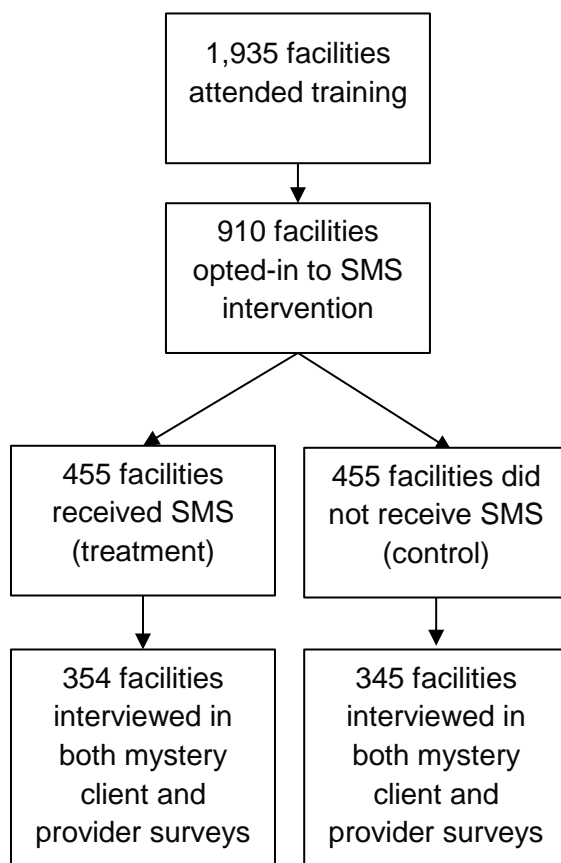 1,935 facilities
attended training
910 facilities
opted-in to SMS
intervention
455 facilities
received SMS
(treatment)
455 facilities did
not receive SMS
(control)
354 facilities
interviewed in
both mystery
client and
provider surveys
345 facilities
interviewed in
both mystery
client and
provider surveys